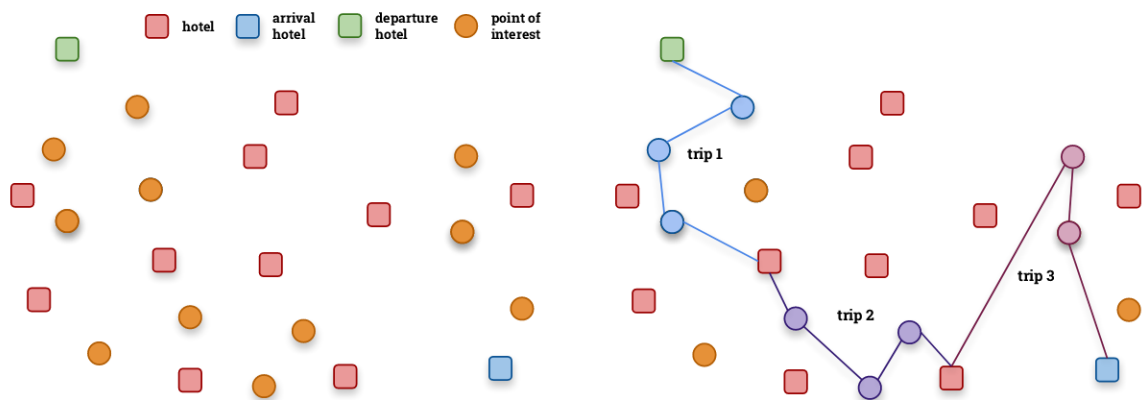 hotel
arrival
hotel
departure
hotel
point of
interest
trip 1
trip 2
trip 3